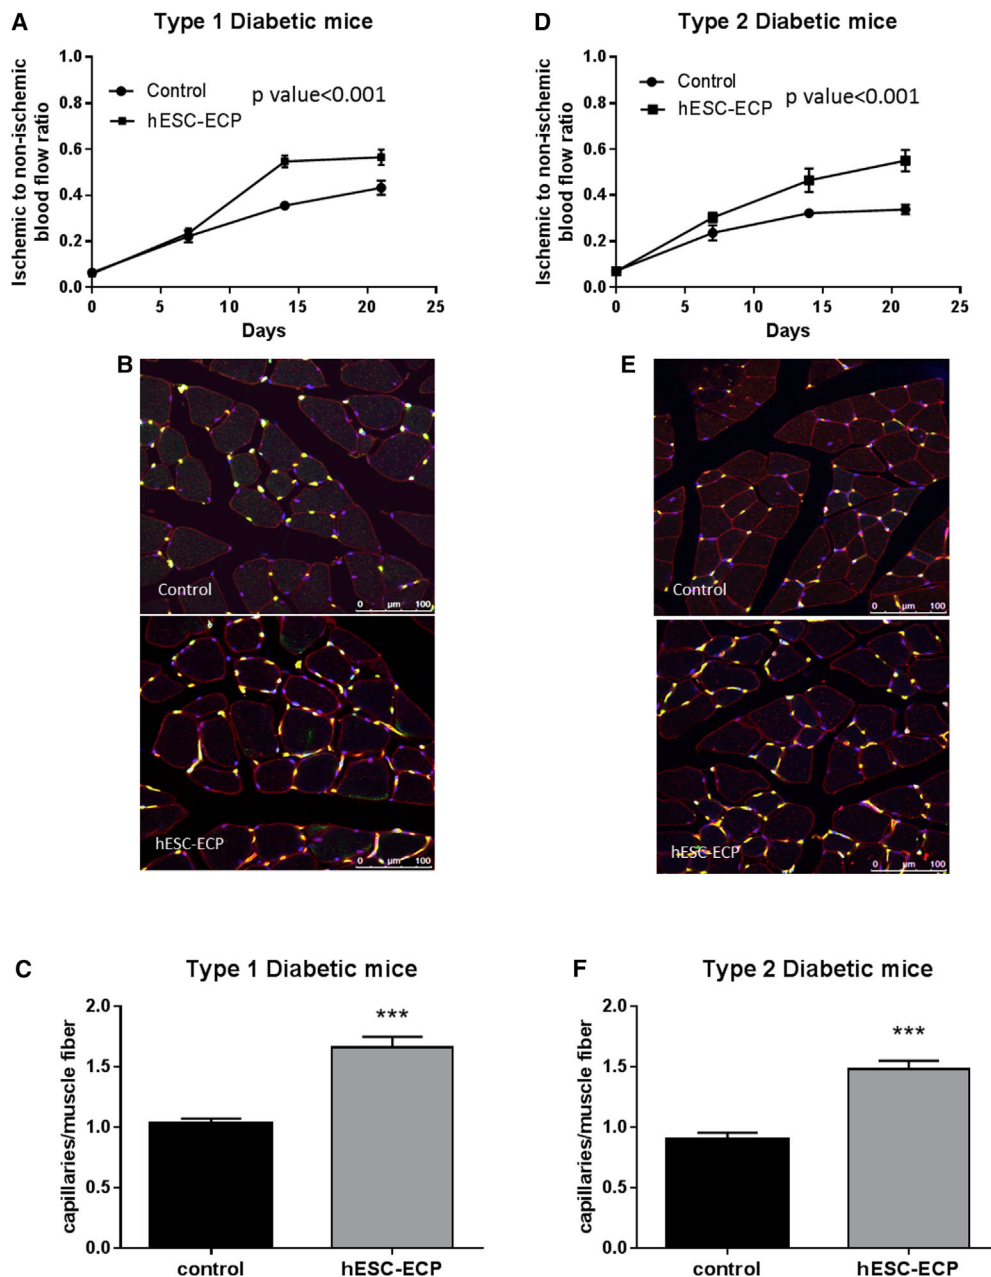 A
Type 1 Diabetic mice
Ischemic to non-ischemic
blood flow ratio
1.0
0.8
0.6
0.4
0.2
0.0
Control
hESC-ECP
p value<0.001
0
5
10
15
20
25
Days
D
Type 2 Diabetic mice
Ischemic to non-ischemic
blood flow ratio
1.0
0.8
0.6
0.4
0.2
0.0
Control
hESC-ECP
p value<0.001
0
5
10
15
20
25
Days
B
Control
0 µm 100
hESC-ECP
0 µm 100
E
Control
0 µm 100
hESC-ECP
0 µm 100
C
Type 1 Diabetic mice
capillaries/muscle fiber
2.0
1.5
1.0
0.5
0.0
***
control
hESC-ECP
F
Type 2 Diabetic mice
capillaries/muscle fiber
2.0
1.5
1.0
0.5
0.0
***
control
hESC-ECP